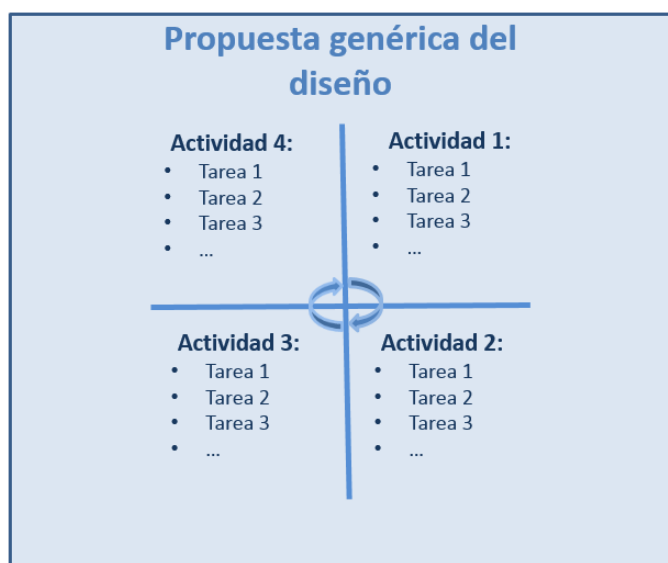 Propuesta genérica del
diseño
Actividad 4:
• Tarea 1
• Tarea 2
• Tarea 3
• ...
Actividad 1:
• Tarea 1
• Tarea 2
• Tarea 3
• ...
Actividad 3:
• Tarea 1
• Tarea 2
• Tarea 3
• ...
Actividad 2:
• Tarea 1
• Tarea 2
• Tarea 3
• ...